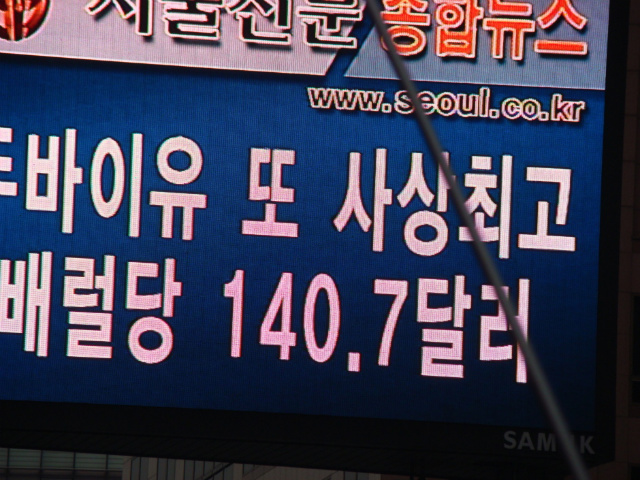 서울신문 종합뉴스
www.seoul.co.kr
두바이유 또 사상최고
배럴당 140.7달러